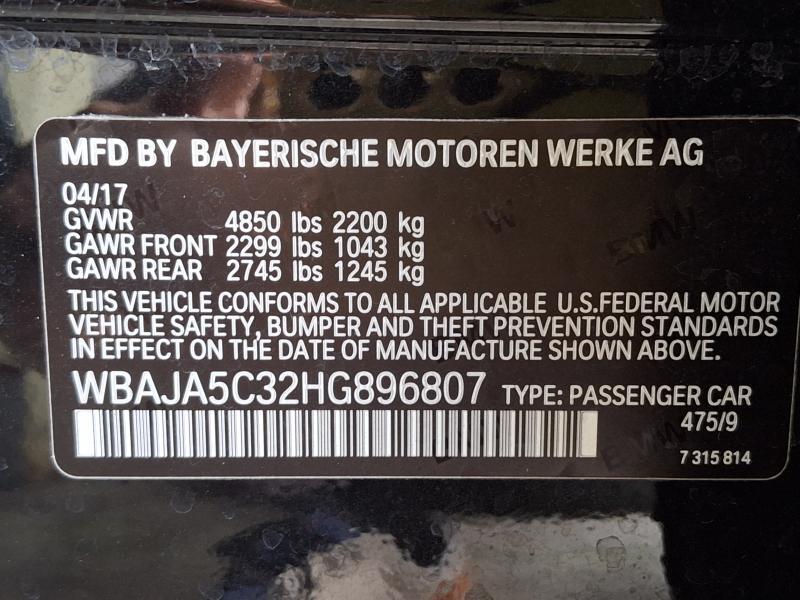 MFD BY BAYERISCHE MOTOREN WERKE AG
04/17
GVWR 4850 lbs 2200 kg
GAWR FRONT 2299 lbs 1043 kg
GAWR REAR 2745 lbs 1245 kg
THIS VEHICLE CONFORMS TO ALL APPLICABLE U.S.FEDERAL MOTOR
VEHICLE SAFETY, BUMPER AND THEFT PREVENTION STANDARDS
IN EFFECT ON THE DATE OF MANUFACTURE SHOWN ABOVE.
WBAJA5C32HG896807 TYPE: PASSENGER CAR
475/9
7 315 814